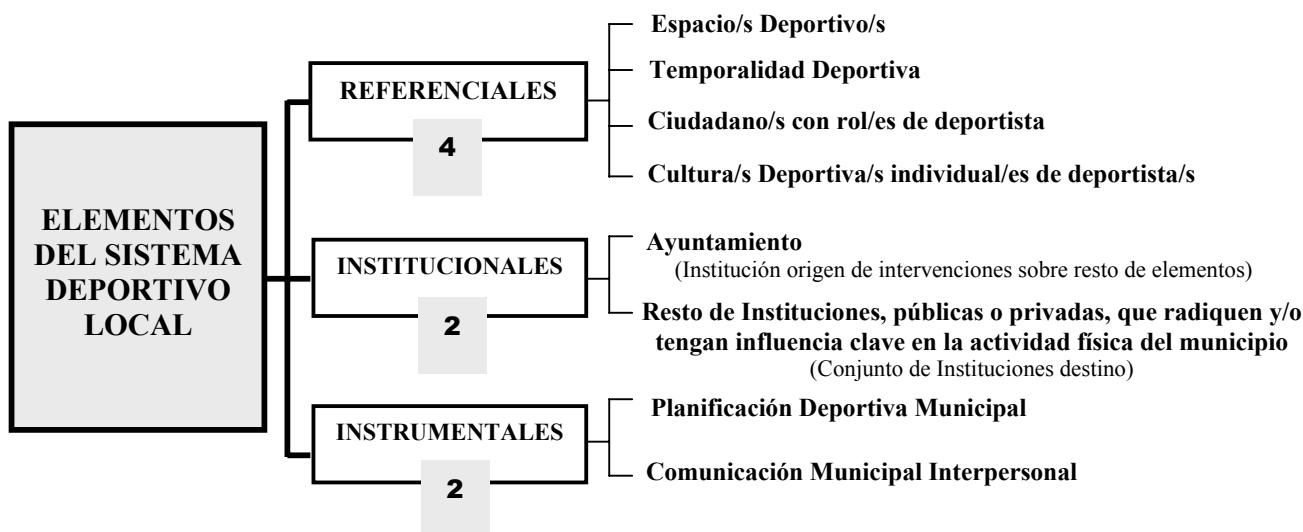 ELEMENTOS
DEL SISTEMA
DEPORTIVO
LOCAL
REFERENCIALES
4
Espacio/s Deportivo/s
Temporalidad Deportiva
Ciudadano/s con rol/es de deportista
Cultura/s Deportiva/s individual/es de deportista/s
INSTITUCIONALES
2
Ayuntamiento
(Institución origen de intervenciones sobre resto de elementos)
Resto de Instituciones, públicas o privadas, que radiquen y/o
tengan influencia clave en la actividad física del municipio
(Conjunto de Instituciones destino)
INSTRUMENTALES
2
Planificación Deportiva Municipal
Comunicación Municipal Interpersonal